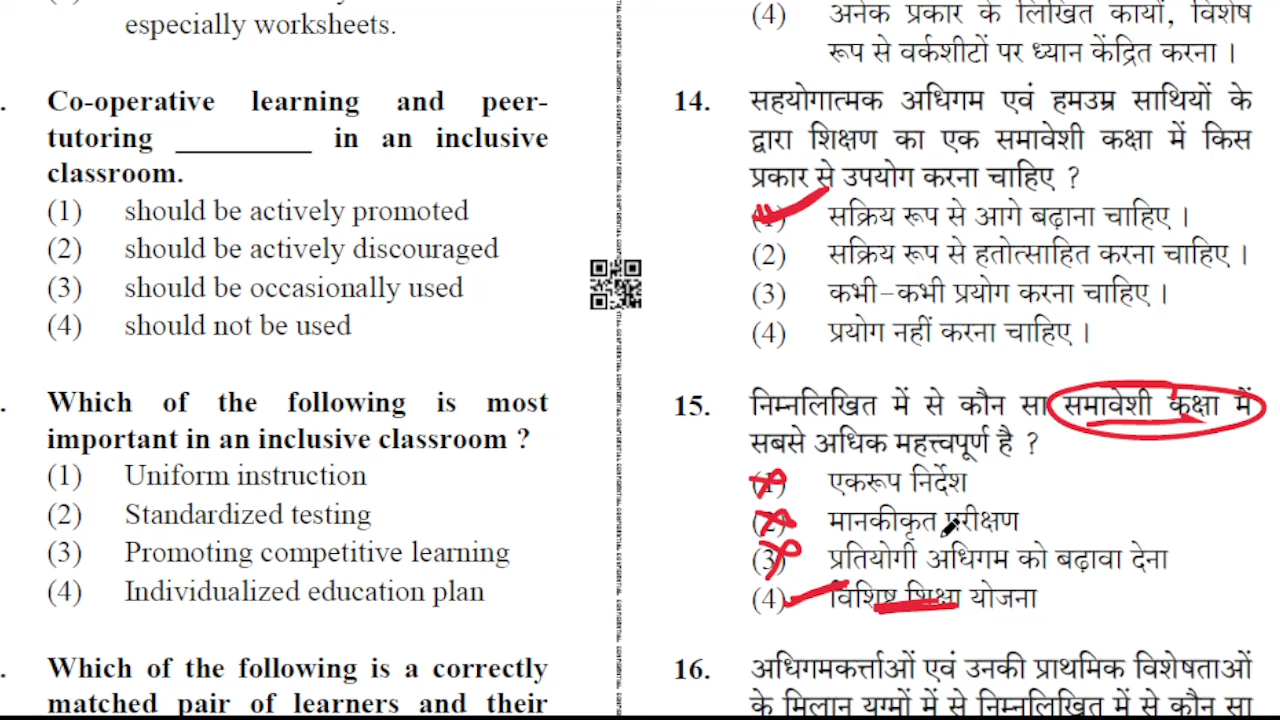 especially worksheets.
. Co-operative learning and peer-
tutoring _________ in an inclusive
classroom.
(1) should be actively promoted
(2) should be actively discouraged
(3) should be occasionally used
(4) should not be used
. Which of the following is most
important in an inclusive classroom ?
(1) Uniform instruction
(2) Standardized testing
(3) Promoting competitive learning
(4) Individualized education plan
. Which of the following is a correctly
matched pair of learners and their
(4) अनेक प्रकार के लिखित कार्यों, विशेष
रूप से वर्कशीटों पर ध्यान केंद्रित करना ।
14. सहयोगात्मक अधिगम एवं हमउम्र साथियों के
द्वारा शिक्षण का एक समावेशी कक्षा में किस
प्रकार से उपयोग करना चाहिए ?
(1) सक्रिय रूप से आगे बढ़ाना चाहिए ।
(2) सक्रिय रूप से हतोत्साहित करना चाहिए ।
(3) कभी-कभी प्रयोग करना चाहिए ।
(4) प्रयोग नहीं करना चाहिए ।
15. निम्नलिखित में से कौन सा समावेशी कक्षा में
सबसे अधिक महत्त्वपूर्ण है ?
(1) एकरूप निर्देश
(2) मानकीकृत परीक्षण
(3) प्रतियोगी अधिगम को बढ़ावा देना
(4) विशिष्ट शिक्षा योजना
16. अधिगमकर्त्ताओं एवं उनकी प्राथमिक विशेषताओं
के मिलान युग्मों में से निम्नलिखित में से कौन सा